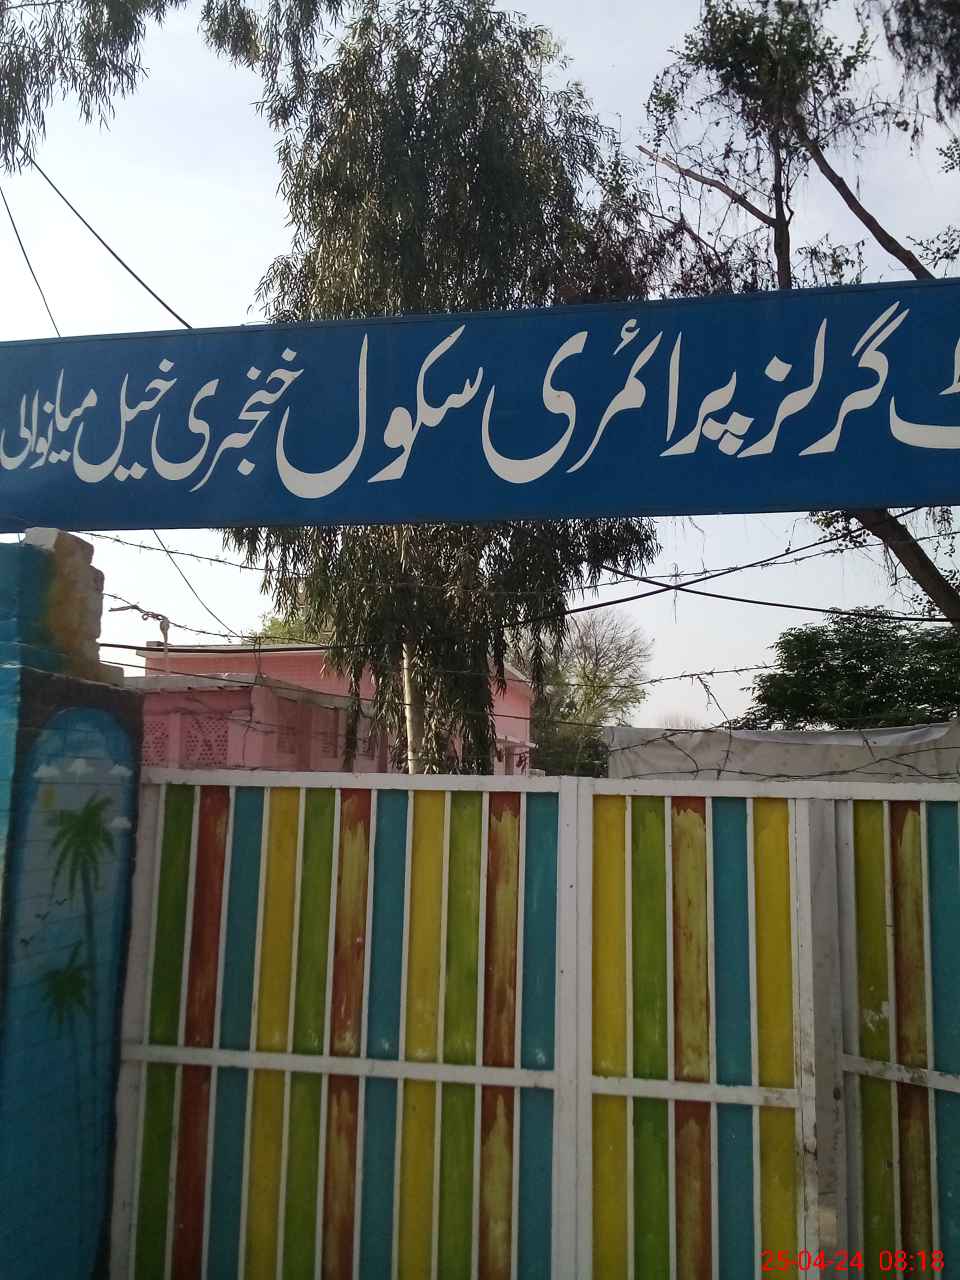 گرلز پرائمری سکول خنجری خیل میانوالی
25-04-24 08:18